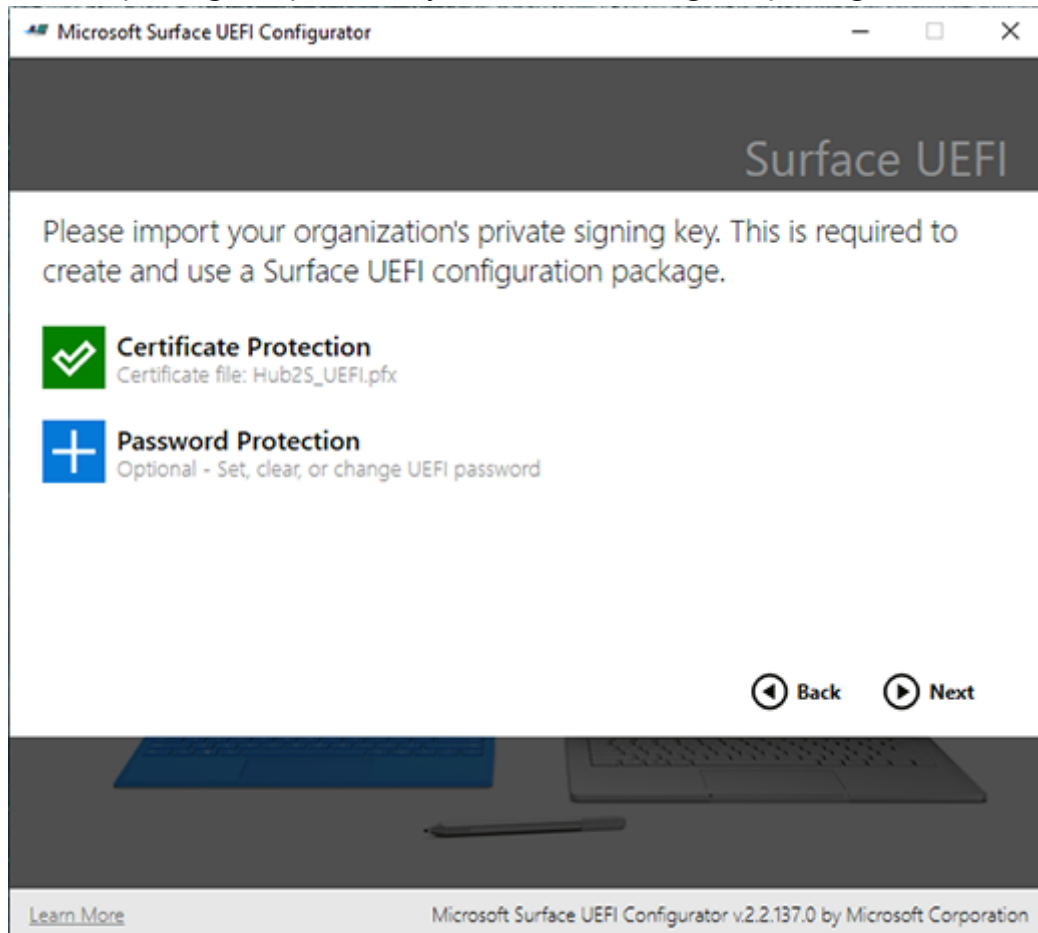 Microsoft Surface UEFI Configurator
Surface UEFI
Please import your organization's private signing key. This is required to
create and use a Surface UEFI configuration package.
Certificate Protection
Certificate file: Hub2S_UEFI.pfx
Password Protection
Optional - Set, clear, or change UEFI password
Back Next
Learn More Microsoft Surface UEFI Configurator v.2.2.137.0 by Microsoft Corporation